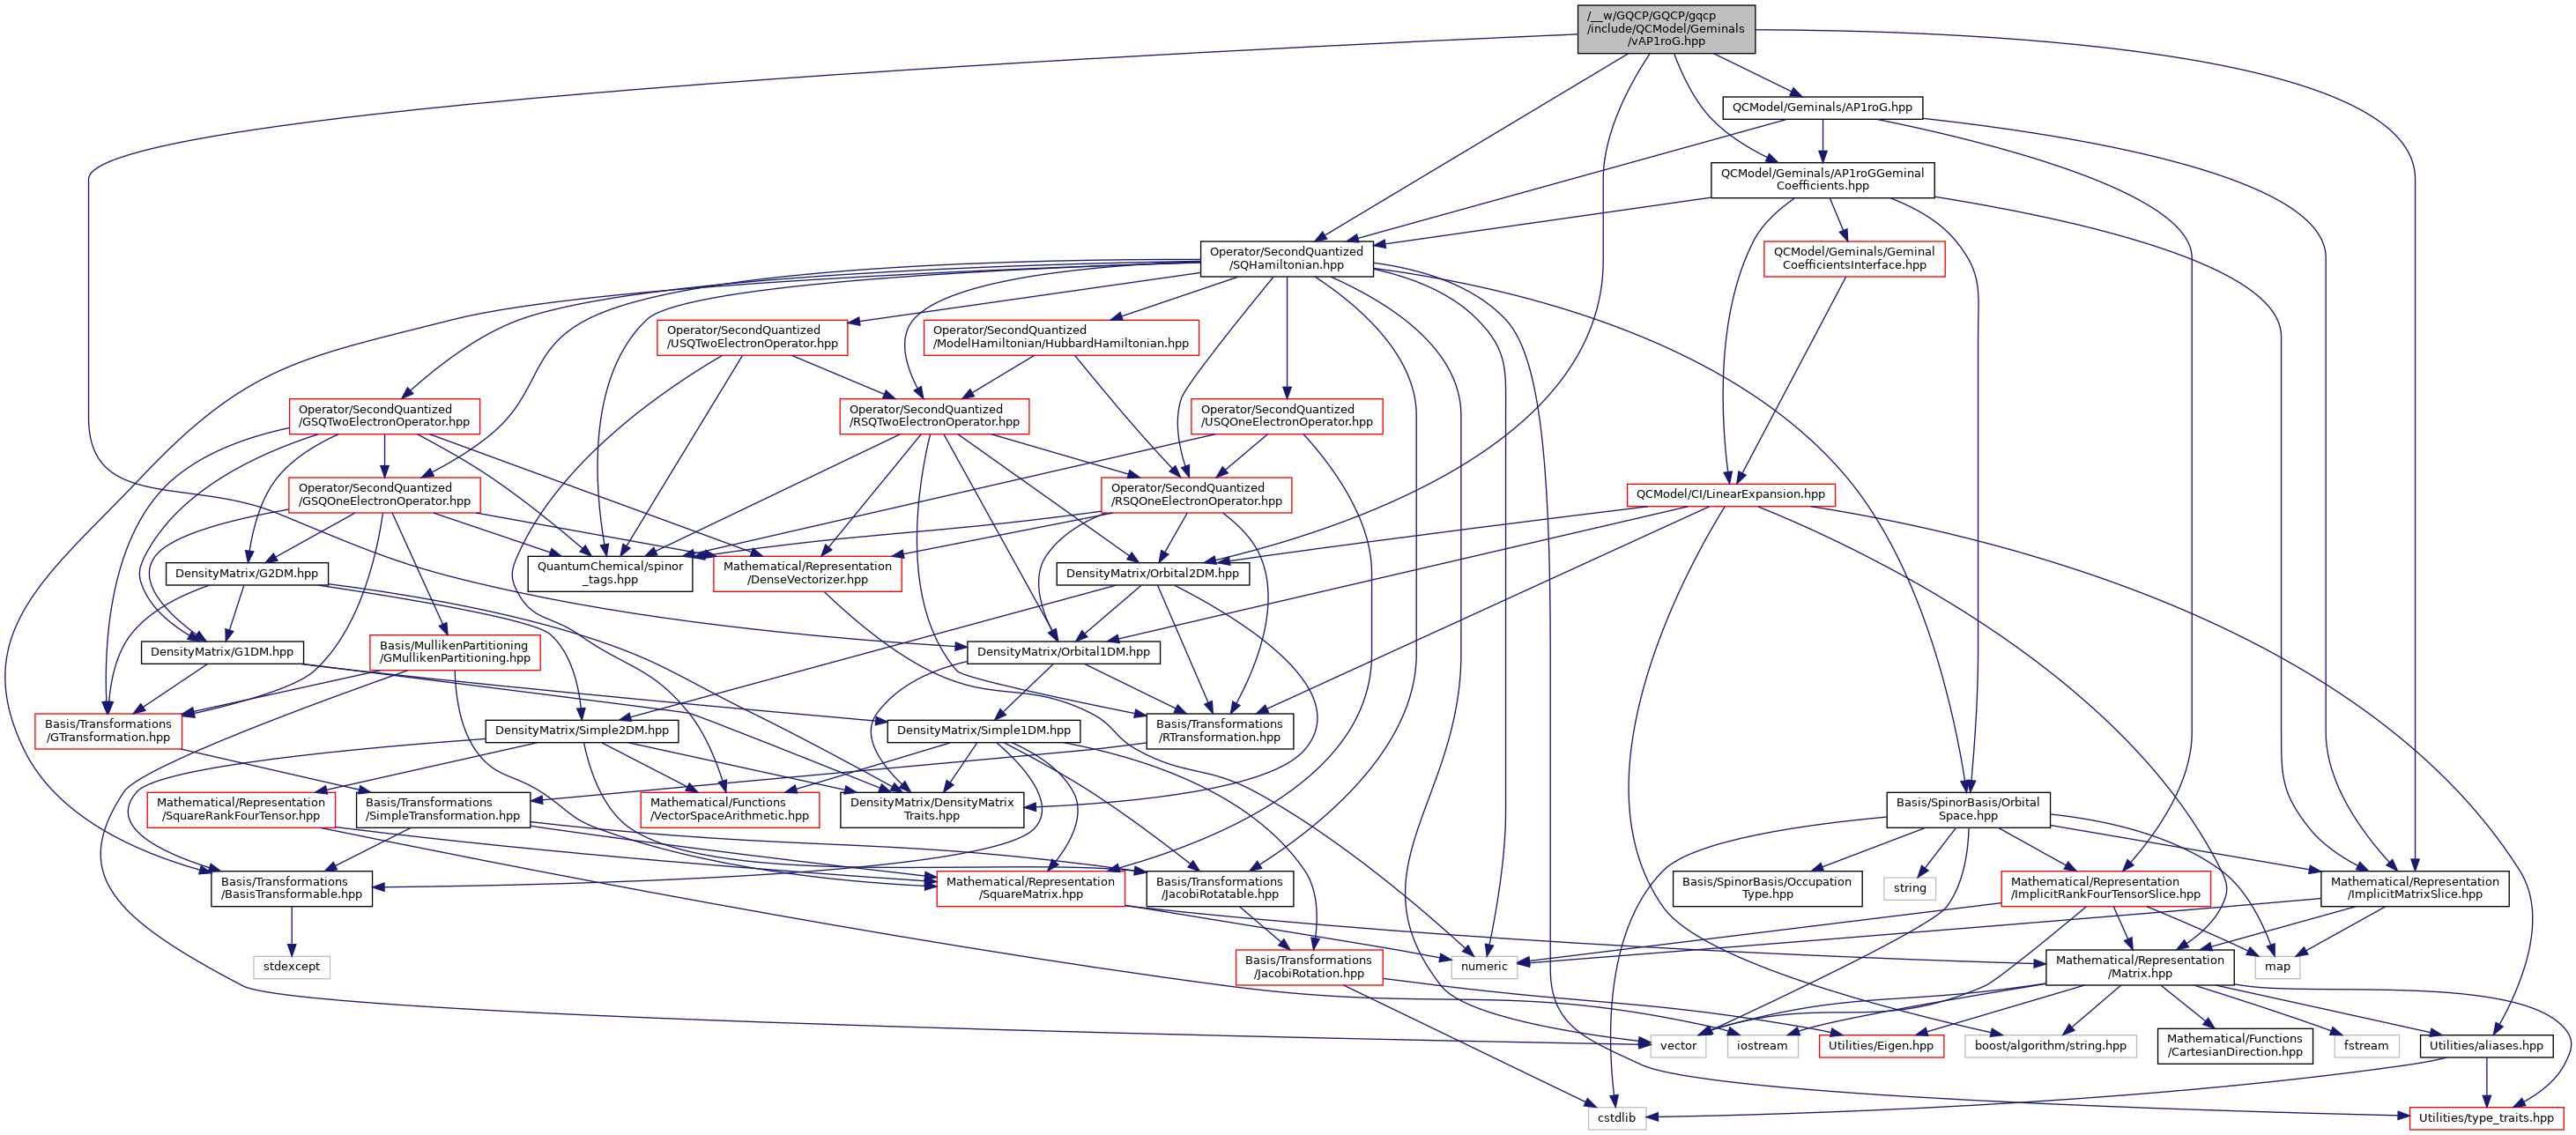 /__w/GQCP/GQCP/gqcp
/include/QCModel/Geminals
/vAP1roG.hpp
QCModel/Geminals/AP1roG.hpp
QCModel/Geminals/AP1roGGeminal
Coefficients.hpp
Operator/SecondQuantized
/SQHamiltonian.hpp
QCModel/Geminals/Geminal
CoefficientsInterface.hpp
Operator/SecondQuantized
/USQTwoElectronOperator.hpp
Operator/SecondQuantized
/ModelHamiltonian/HubbardHamiltonian.hpp
Operator/SecondQuantized
/GSQTwoElectronOperator.hpp
Operator/SecondQuantized
/RSQTwoElectronOperator.hpp
Operator/SecondQuantized
/USQOneElectronOperator.hpp
Operator/SecondQuantized
/GSQOneElectronOperator.hpp
Operator/SecondQuantized
/RSQOneElectronOperator.hpp
QCModel/CI/LinearExpansion.hpp
DensityMatrix/G2DM.hpp
QuantumChemical/spinor
_tags.hpp
Mathematical/Representation
/DenseVectorizer.hpp
DensityMatrix/Orbital2DM.hpp
DensityMatrix/G1DM.hpp
Basis/MullikenPartitioning
/GMullikenPartitioning.hpp
DensityMatrix/Orbital1DM.hpp
Basis/Transformations
/GTransformation.hpp
DensityMatrix/Simple2DM.hpp
DensityMatrix/Simple1DM.hpp
Basis/Transformations
/RTransformation.hpp
Mathematical/Representation
/SquareRankFourTensor.hpp
Basis/Transformations
/SimpleTransformation.hpp
Mathematical/Functions
/VectorSpaceArithmetic.hpp
DensityMatrix/DensityMatrix
Traits.hpp
Basis/SpinorBasis/Orbital
Space.hpp
Basis/Transformations
/BasisTransformable.hpp
Mathematical/Representation
/SquareMatrix.hpp
Basis/Transformations
/JacobiRotatable.hpp
Basis/SpinorBasis/Occupation
Type.hpp
string
Mathematical/Representation
/ImplicitRankFourTensorSlice.hpp
Mathematical/Representation
/ImplicitMatrixSlice.hpp
stdexcept
Basis/Transformations
/JacobiRotation.hpp
numeric
Mathematical/Representation
/Matrix.hpp
map
vector
iostream
Utilities/Eigen.hpp
boost/algorithm/string.hpp
Mathematical/Functions
/CartesianDirection.hpp
fstream
Utilities/aliases.hpp
cstdlib
Utilities/type_traits.hpp